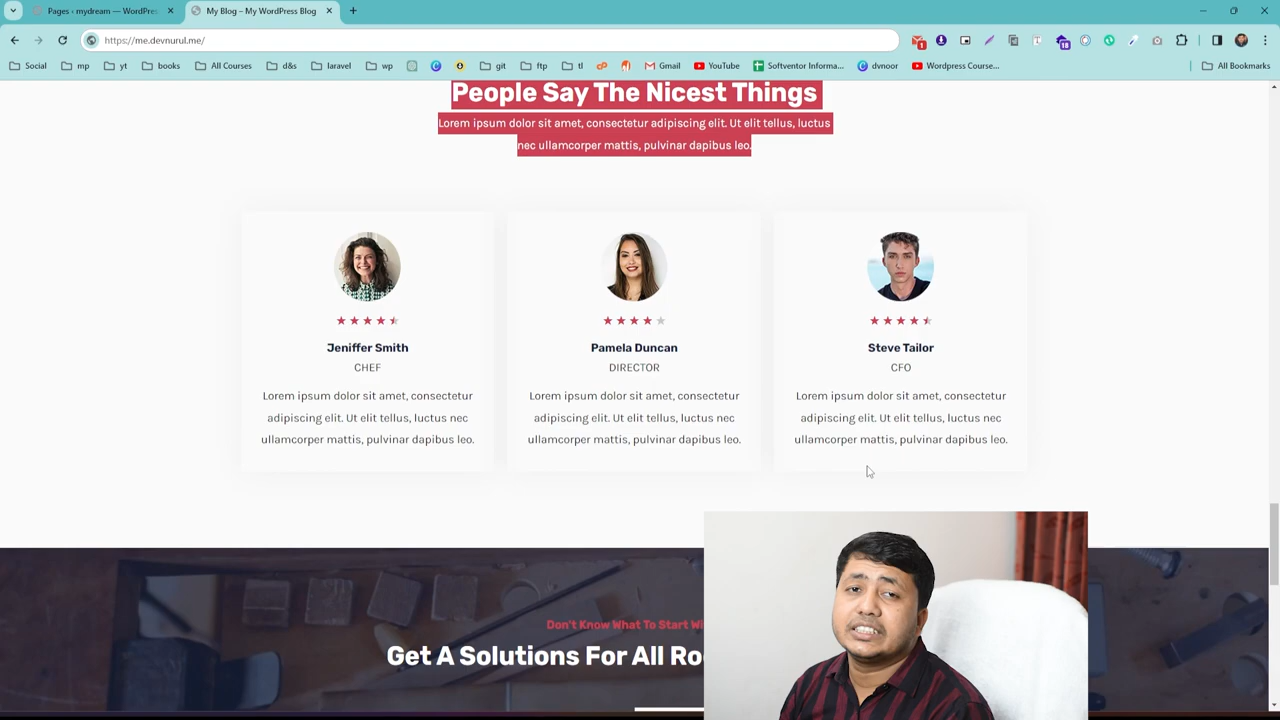 Pages ‹ mydream — WordPres
My Blog – My WordPress Blog
https://me.devnurul.me/
1
18
Social
mp
yt
books
All Courses
d&s
laravel
wp
git
ftp
tl
Gmail
YouTube
Softventor Informa...
dvnoor
Wordpress Course...
All Bookmarks
People Say The Nicest Things
Lorem ipsum dolor sit amet, consectetur adipiscing elit. Ut elit tellus, luctus
nec ullamcorper mattis, pulvinar dapibus leo.
Jeniffer Smith
CHEF
Lorem ipsum dolor sit amet, consectetur
adipiscing elit. Ut elit tellus, luctus nec
ullamcorper mattis, pulvinar dapibus leo.
Pamela Duncan
DIRECTOR
Lorem ipsum dolor sit amet, consectetur
adipiscing elit. Ut elit tellus, luctus nec
ullamcorper mattis, pulvinar dapibus leo.
Steve Tailor
CFO
Lorem ipsum dolor sit amet, consectetur
adipiscing elit. Ut elit tellus, luctus nec
ullamcorper mattis, pulvinar dapibus leo.
Don't Know What To Start Wi
Get A Solutions For All Ro